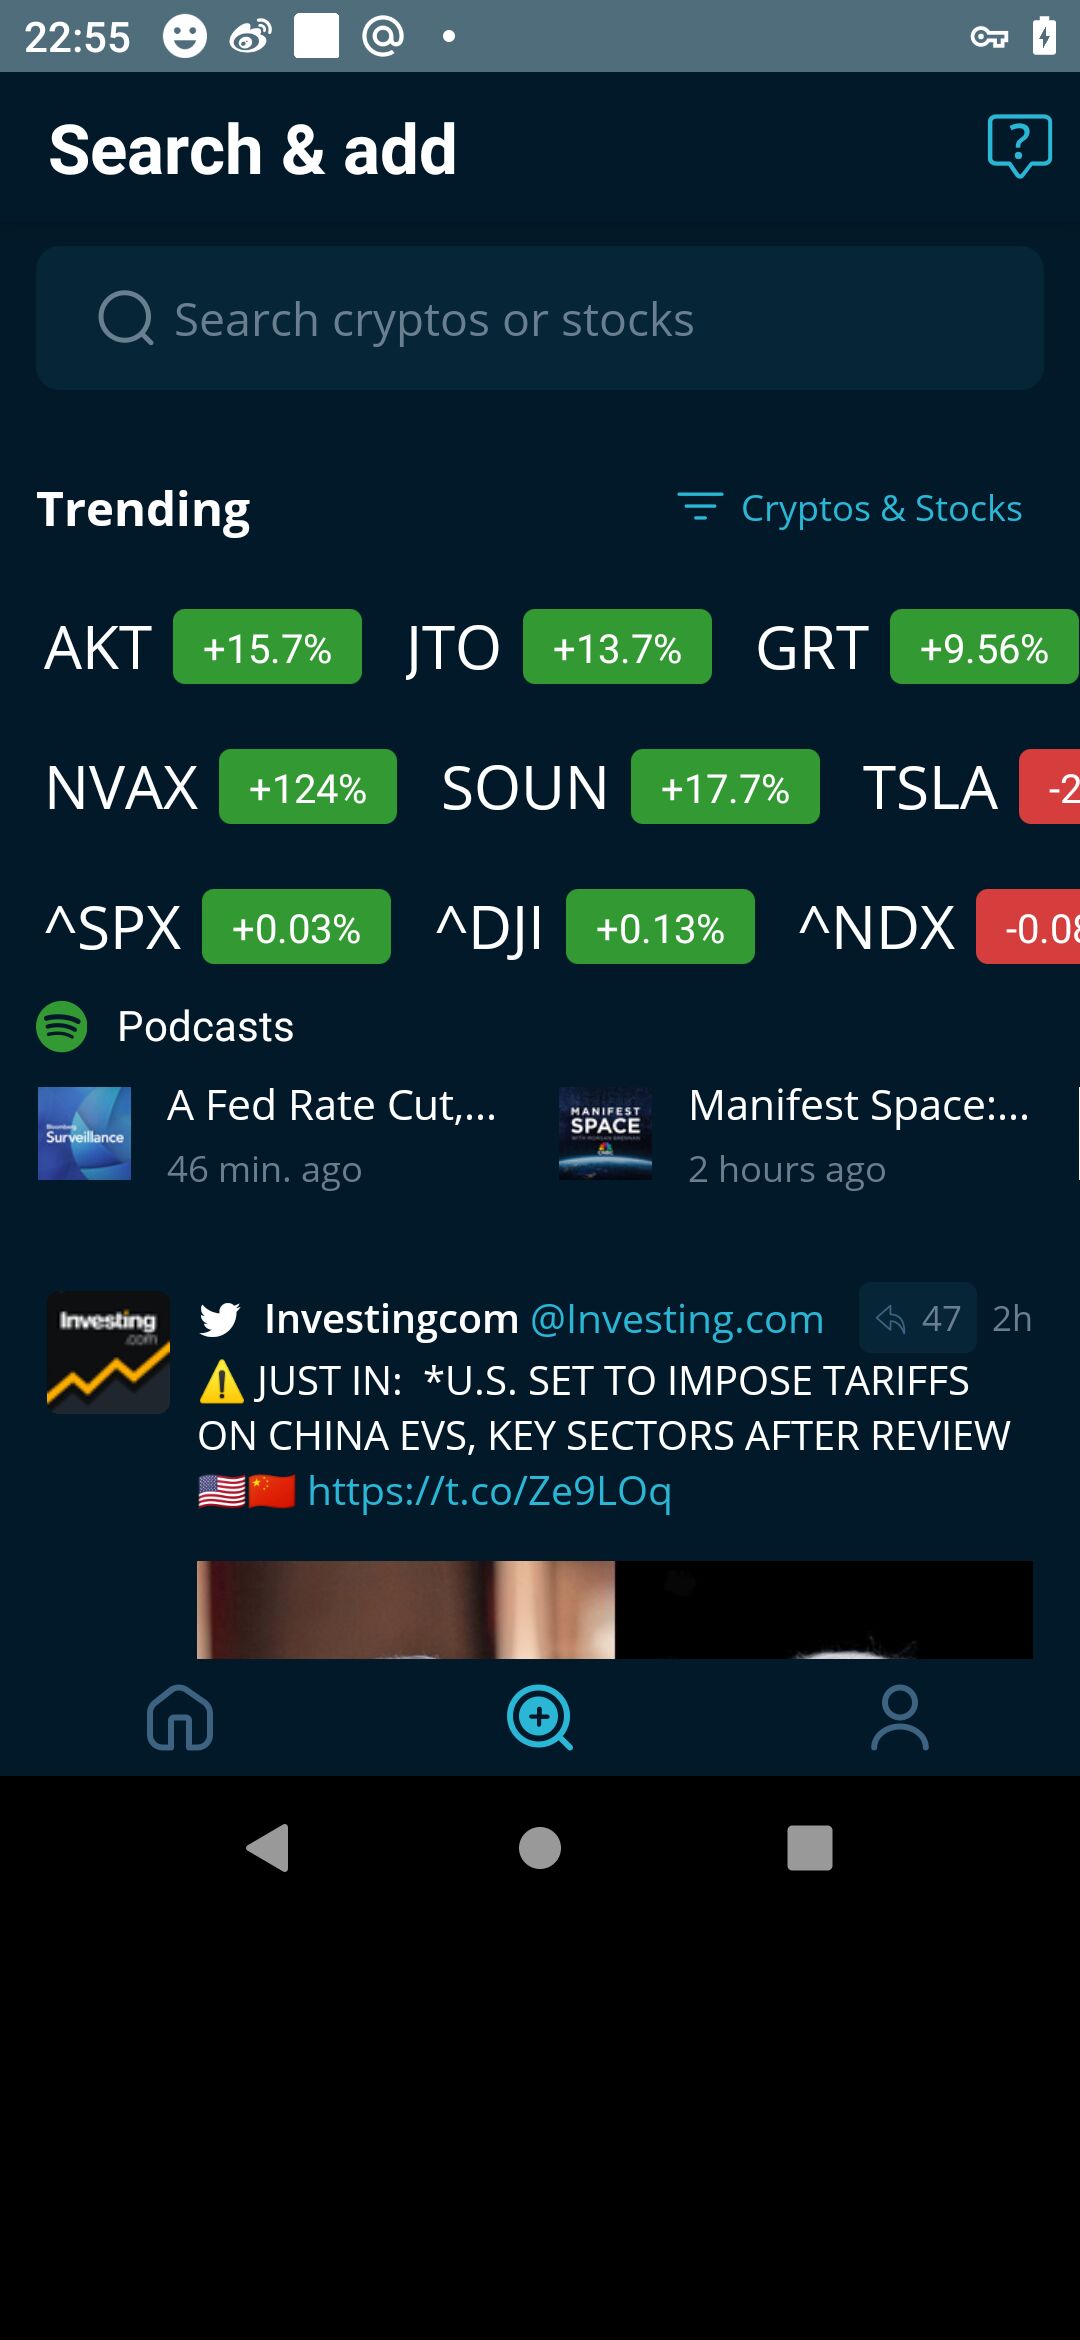 22:55
Search & add
Search cryptos or stocks
Trending
Cryptos & Stocks
AKT +15.7% JTO +13.7% GRT +9.56%
NVAX +124% SOUN +17.7% TSLA -2
^SPX +0.03% ^DJI +0.13% ^NDX -0.08
Podcasts
Bloomberg
Surveillance
A Fed Rate Cut,...
46 min. ago
MANIFEST
SPACE
Manifest Space:...
2 hours ago
Investing
.com
Investingcom @Investing.com 47 2h
⚠️ JUST IN: *U.S. SET TO IMPOSE TARIFFS
ON CHINA EVS, KEY SECTORS AFTER REVIEW
🇺🇸🇨🇳 https://t.co/Ze9LOq